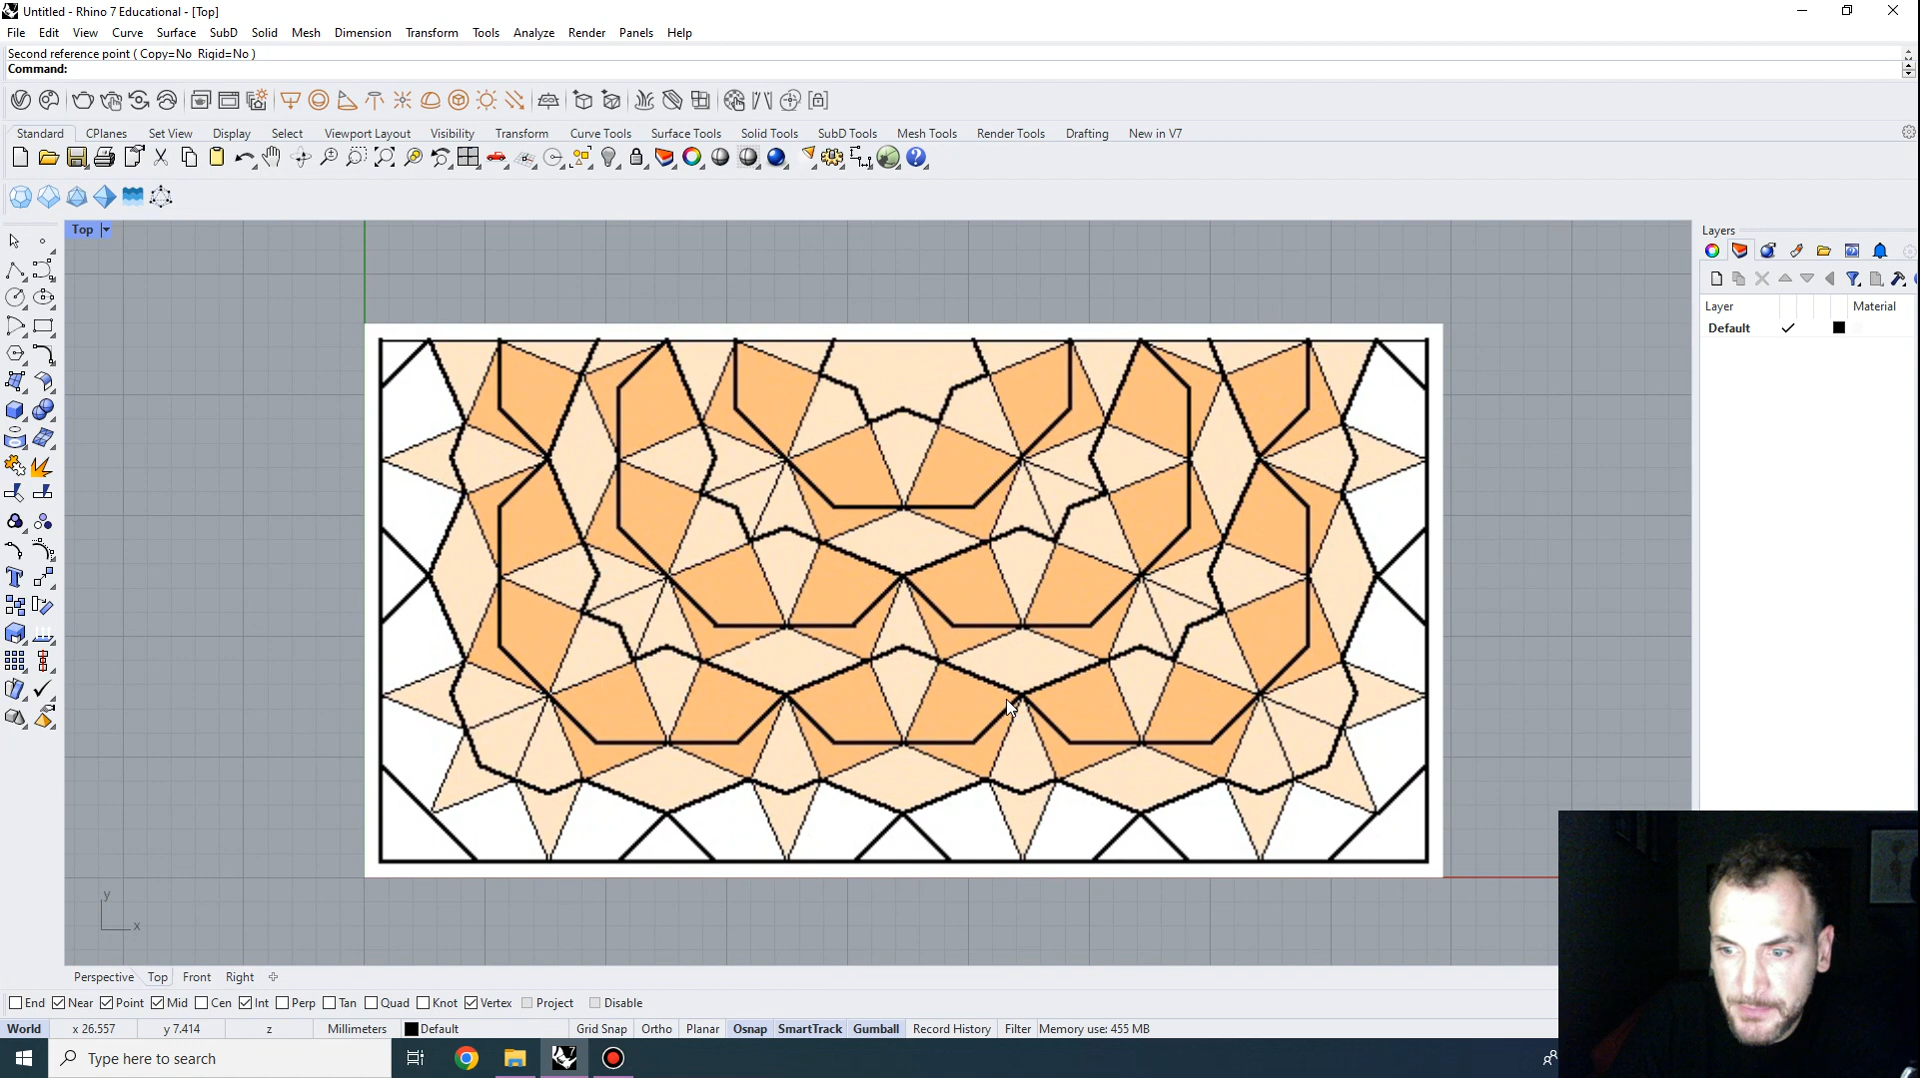 Untitled - Rhino 7 Educational - [Top]
File Edit View Curve Surface SubD Solid Mesh Dimension Transform Tools Analyze Render Panels Help
Second reference point ( Copy=No Rigid=No )
Command:
Standard CPlanes Set View Display Select Viewport Layout Visibility Transform Curve Tools Surface Tools Solid Tools SubD Tools Mesh Tools Render Tools Drafting New in V7
Top
Layers
Layer Material
Default
y
x
Perspective Top Front Right
End Near Point Mid Cen Int Perp Tan Quad Knot Vertex Project Disable
World x 26.557 y 7.414 z Millimeters Default Grid Snap Ortho Planar Osnap SmartTrack Gumball Record History Filter Memory use: 455 MB
Type here to search